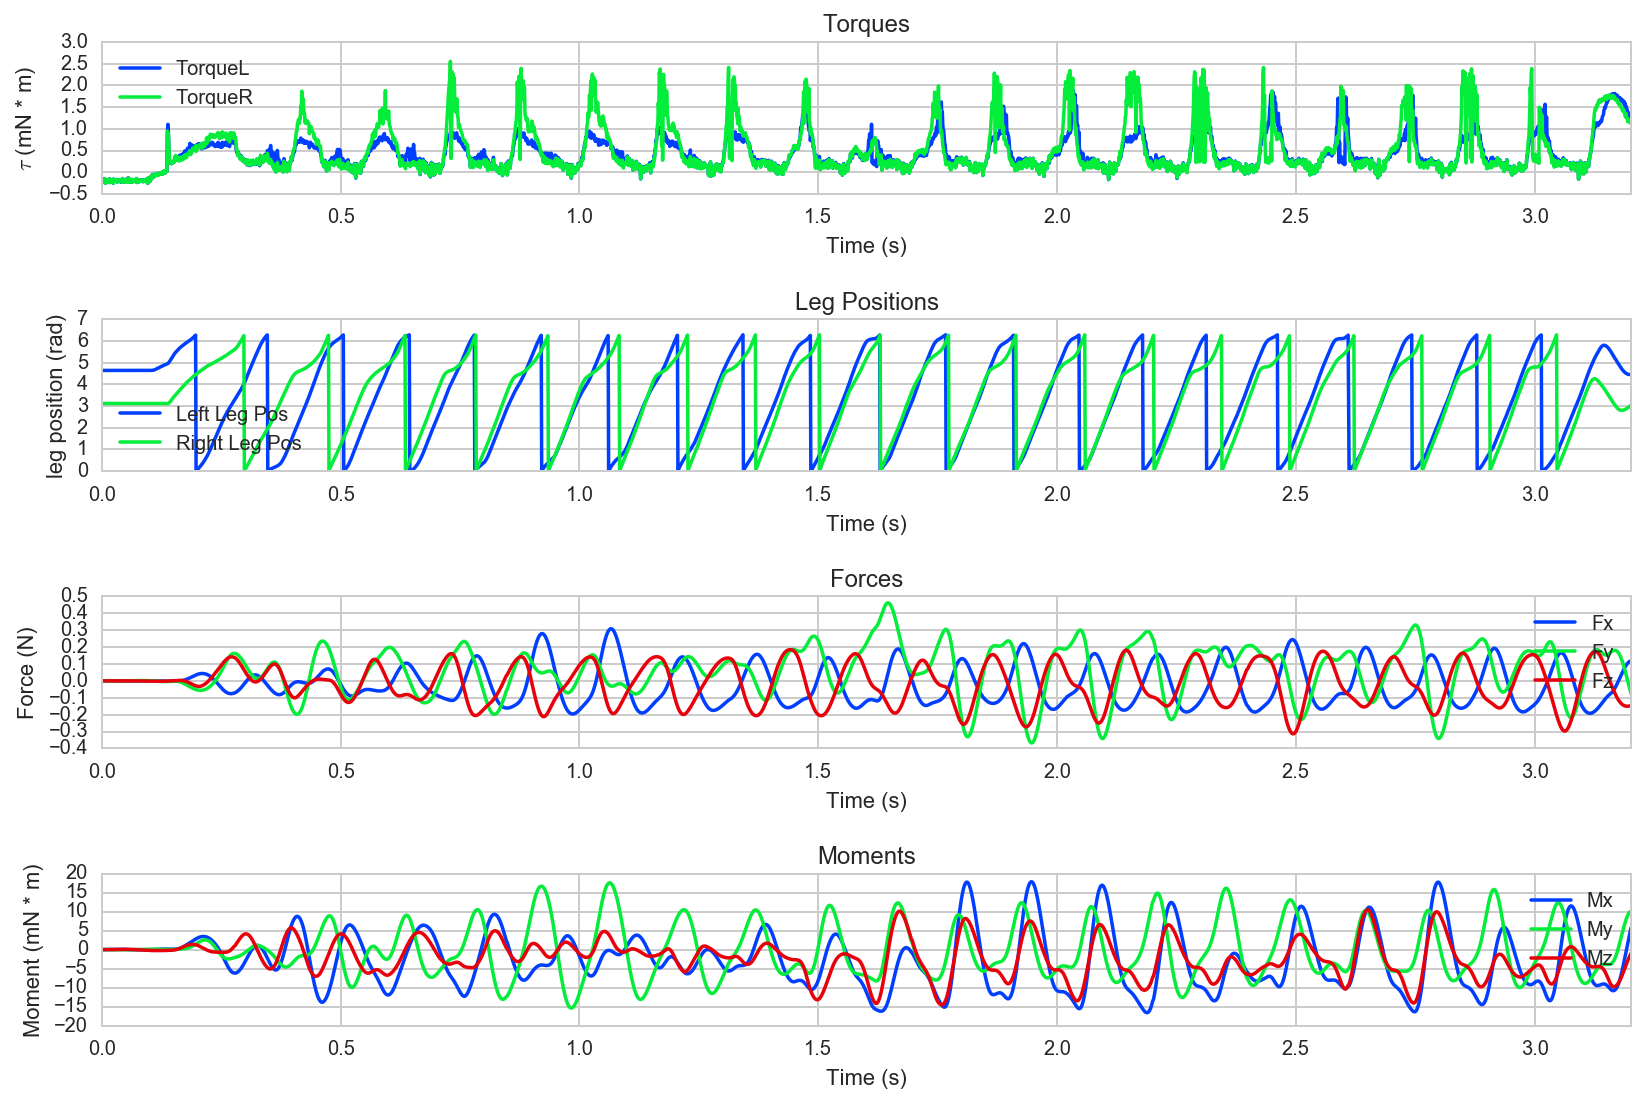 Torques
τ (mN * m)
3.0
2.5
2.0
1.5
1.0
0.5
0.0
−0.5
TorqueL
TorqueR
0.0 0.5 1.0 1.5 2.0 2.5 3.0
Time (s)
Leg Positions
leg position (rad)
7
6
5
4
3
2
1
0
Left Leg Pos
Right Leg Pos
0.0 0.5 1.0 1.5 2.0 2.5 3.0
Time (s)
Forces
Force (N)
0.5
0.4
0.3
0.2
0.1
0.0
−0.1
−0.2
−0.3
−0.4
Fx
Fy
Fz
0.0 0.5 1.0 1.5 2.0 2.5 3.0
Time (s)
Moments
Moment (mN * m)
20
15
10
5
0
−5
−10
−15
−20
Mx
My
Mz
0.0 0.5 1.0 1.5 2.0 2.5 3.0
Time (s)